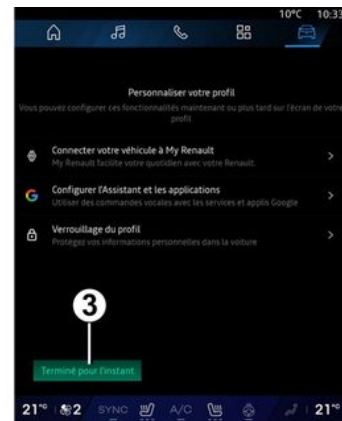 10°C 10:33
Personnaliser votre profil
Vous pouvez configurer ces fonctionnalités maintenant ou plus tard sur l'écran de votre
profil
Connecter votre véhicule à My Renault
My Renault facilite votre quotidien avec votre Renault.
Configurer l'Assistant et les applications
Utiliser des commandes vocales avec les services et applis Google
Verrouillage du profil
Protégez vos informations personnelles dans la voiture
3
Terminé pour l'instant
21°C 2 SYNC A/C 21°C